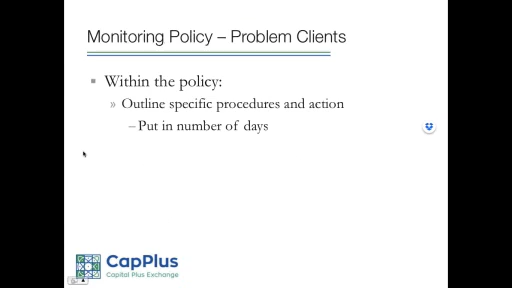 Monitoring Policy – Problem Clients
▪ Within the policy:
» Outline specific procedures and action
– Put in number of days
CapPlus
Capital Plus Exchange